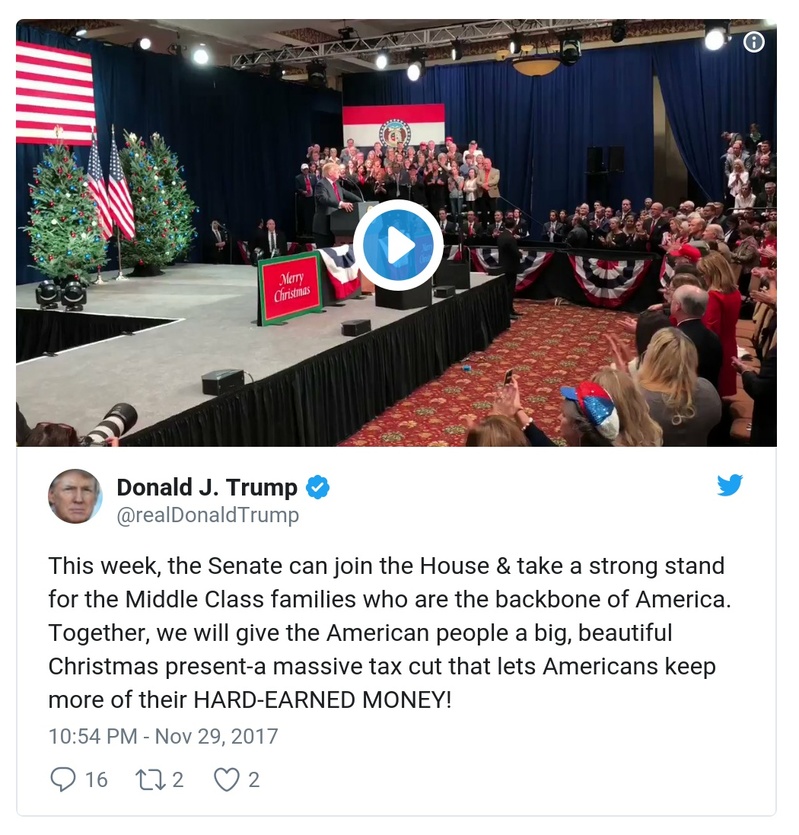 Merry
Christmas
Donald J. Trump
@realDonaldTrump
This week, the Senate can join the House & take a strong stand
for the Middle Class families who are the backbone of America.
Together, we will give the American people a big, beautiful
Christmas present-a massive tax cut that lets Americans keep
more of their HARD-EARNED MONEY!
10:54 PM - Nov 29, 2017
16 2 2